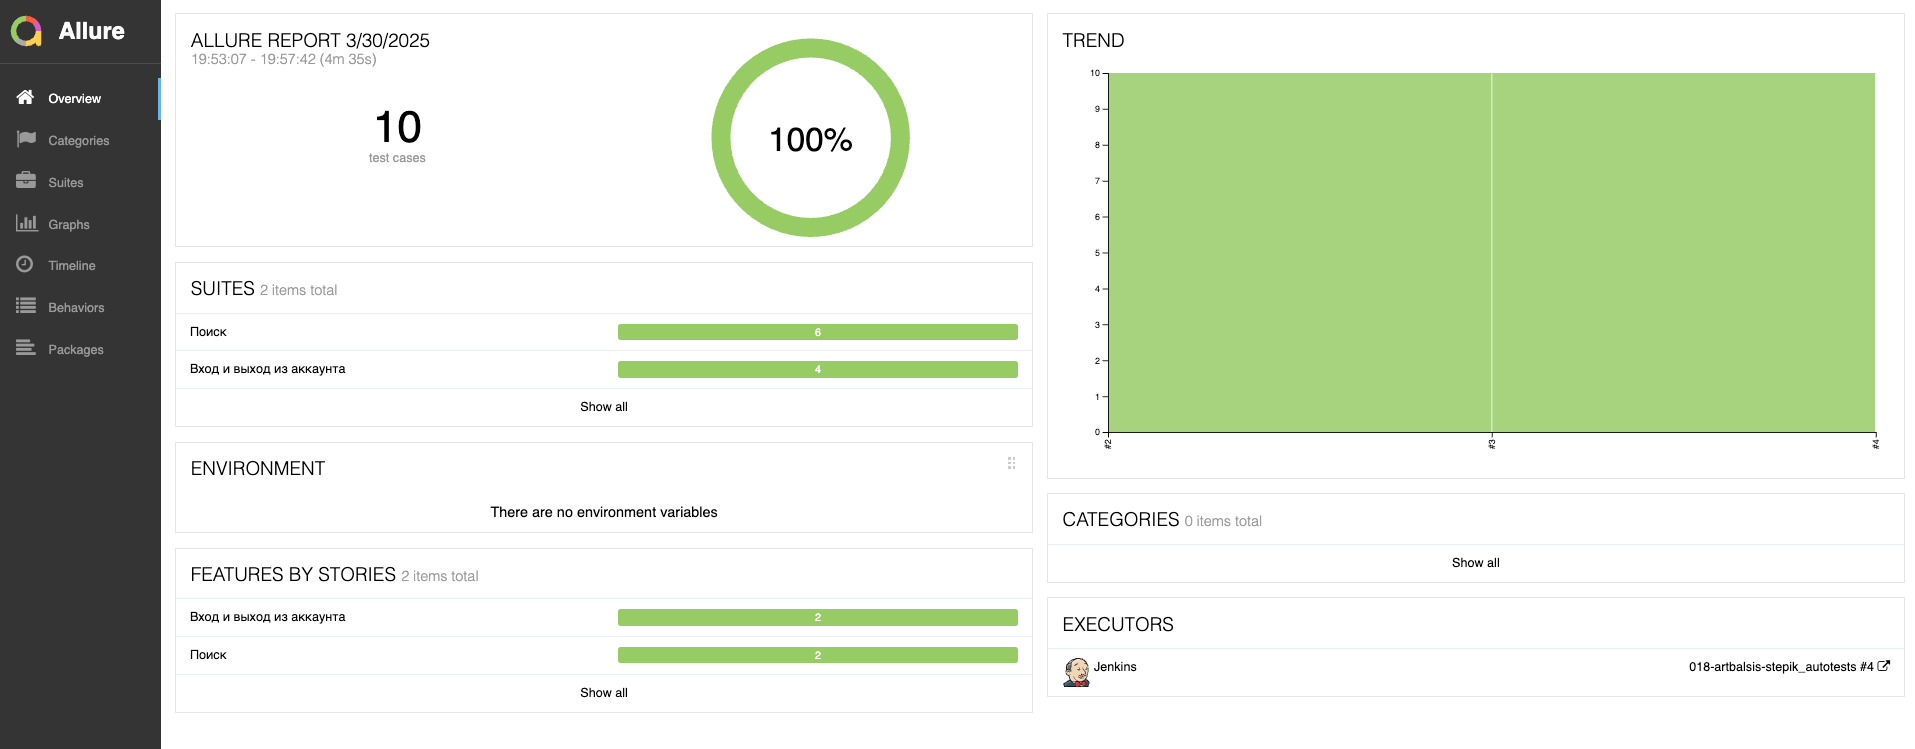 Allure
Overview
Categories
Suites
Graphs
Timeline
Behaviors
Packages
ALLURE REPORT 3/30/2025
19:53:07 - 19:57:42 (4m 35s)
10
test cases
100%
SUITES 2 items total
Поиск 6
Вход и выход из аккаунта 4
Show all
ENVIRONMENT
There are no environment variables
FEATURES BY STORIES 2 items total
Вход и выход из аккаунта 2
Поиск 2
Show all
TREND
10
9
8
7
6
5
4
3
2
1
0
#2 #3 #4
CATEGORIES 0 items total
Show all
EXECUTORS
Jenkins 018-artbalsis-stepik_autotests #4